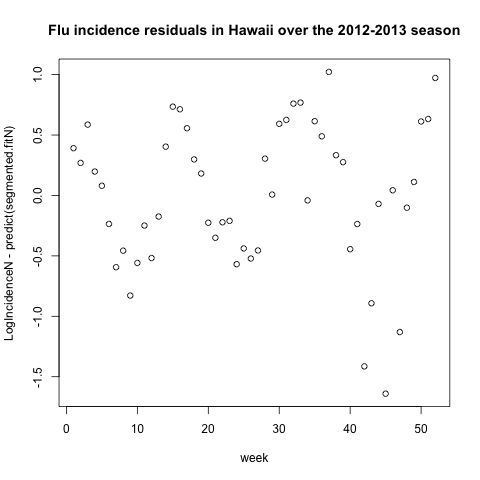 Flu incidence residuals in Hawaii over the 2012-2013 season
LogIncidenceN - predict(segmented.fitN)
1.0
0.5
0.0
-0.5
-1.0
-1.5
0 10 20 30 40 50
week